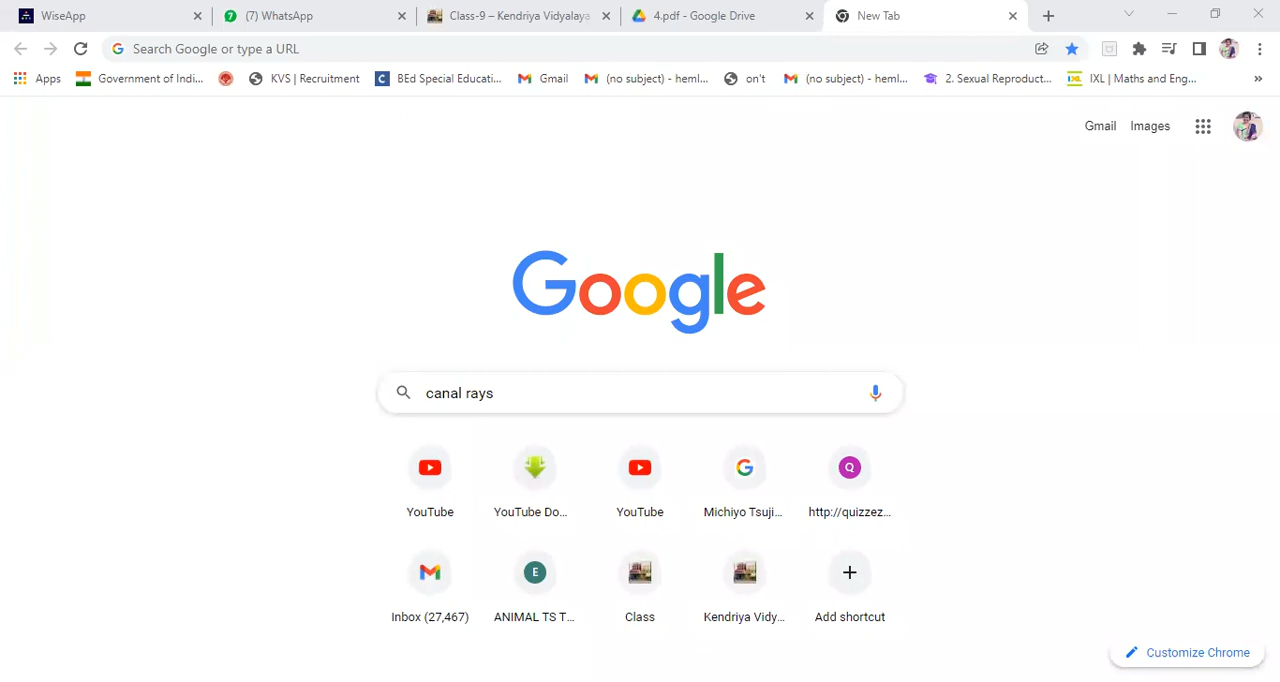 WiseApp
(7) WhatsApp
Class-9 – Kendriya Vidyalaya
4.pdf - Google Drive
New Tab
Search Google or type a URL
Apps
Government of Indi...
KVS | Recruitment
BEd Special Educati...
Gmail
(no subject) - heml...
on't
(no subject) - heml...
2. Sexual Reproduct...
IXL | Maths and Eng...
Gmail
Images
Google
canal rays
YouTube
YouTube Do...
YouTube
Michiyo Tsuji...
http://quizzez...
Inbox (27,467)
ANIMAL TS T...
Class
Kendriya Vidy...
Add shortcut
Customize Chrome